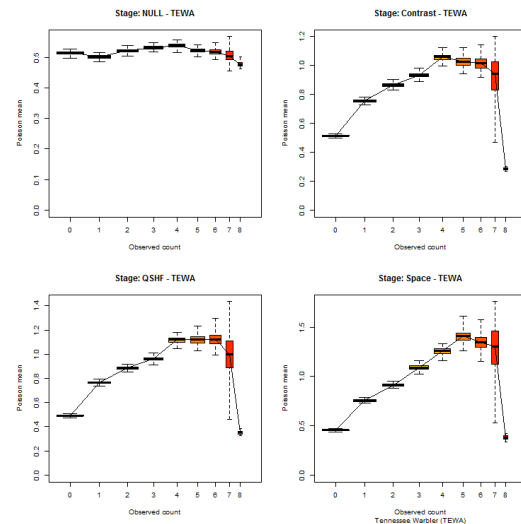 Stage: NULL - TEWA
Poisson mean
0.0 0.1 0.2 0.3 0.4 0.5
0 1 2 3 4 5 6 7 8
Observed count
Stage: Contrast - TEWA
Poisson mean
0.0 0.2 0.4 0.6 0.8 1.0 1.2
0 1 2 3 4 5 6 7 8
Observed count
Stage: QSHF - TEWA
Poisson mean
0.0 0.2 0.4 0.6 0.8 1.0 1.2 1.4
0 1 2 3 4 5 6 7 8
Observed count
Stage: Space - TEWA
Poisson mean
0.0 0.5 1.0 1.5
0 1 2 3 4 5 6 7 8
Observed count
Tennessee Warbler (TEWA)